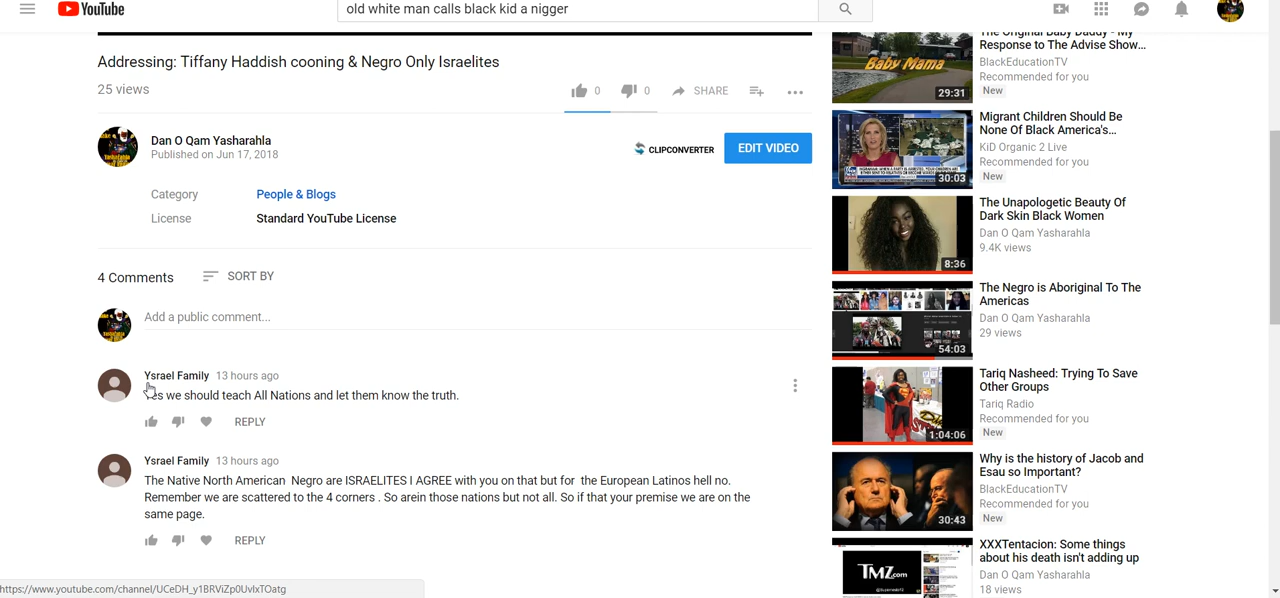 YouTube
old white man calls black kid a nigger
Addressing: Tiffany Haddish cooning & Negro Only Israelites
25 views
0
0
SHARE
Dan O Qam Yasharahla
Published on Jun 17, 2018
CLIPCONVERTER
EDIT VIDEO
Category
People & Blogs
License
Standard YouTube License
4 Comments
SORT BY
Add a public comment...
Ysrael Family 13 hours ago
es we should teach All Nations and let them know the truth.
REPLY
Ysrael Family 13 hours ago
The Native North American Negro are ISRAELITES I AGREE with you on that but for the European Latinos hell no.
Remember we are scattered to the 4 corners . So arein those nations but not all. So if that your premise we are on the
same page.
REPLY
https://www.youtube.com/channel/UCeDH_y1BRViZp0UvIxTOatg
Baby Mama
29:31
The Original Baby Daddy - My
Response to The Advise Show...
BlackEducationTV
Recommended for you
New
30:03
Migrant Children Should Be
None Of Black America's...
KiD Organic 2 Live
Recommended for you
New
8:36
The Unapologetic Beauty Of
Dark Skin Black Women
Dan O Qam Yasharahla
9.4K views
54:03
The Negro is Aboriginal To The
Americas
Dan O Qam Yasharahla
29 views
1:04:06
Tariq Nasheed: Trying To Save
Other Groups
Tariq Radio
Recommended for you
New
30:43
Why is the history of Jacob and
Esau so Important?
BlackEducationTV
Recommended for you
New
TMZ.com
XXXTentacion: Some things
about his death isn't adding up
Dan O Qam Yasharahla
18 views